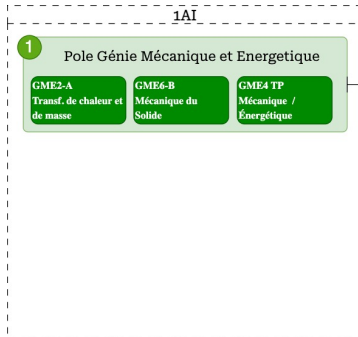 1AI
1
Pole Génie Mécanique et Energetique
GME2-A
Transf. de chaleur et
de masse
GME6-B
Mécanique du
Solide
GME4 TP
Mécanique /
Énergétique